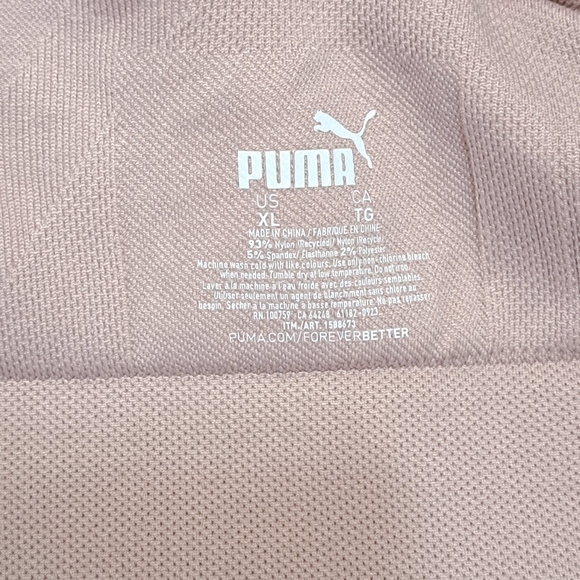 PUMA
US CA
XL TG
MADE IN CHINA / FABRIQUE EN CHINE
93% Nylon (Recycled)/ Nylon (Recyclé)
5% Spandex/ Elasthanne 2% Polyester
Machine wash cold with like colours. Use only non-chlorine bleach
when needed. Tumble dry at low temperature. Do not iron.
Laver à la machine à l'eau froide avec des couleurs semblables.
Utiliser seulement un agent de blanchiment sans chlore au
besoin. Sécher à la machine à basse température. Ne pas repasser.
RN:100759 CA 64248 61182-0923
ITM./ART. 1588673
PUMA.COM/FOREVERBETTER